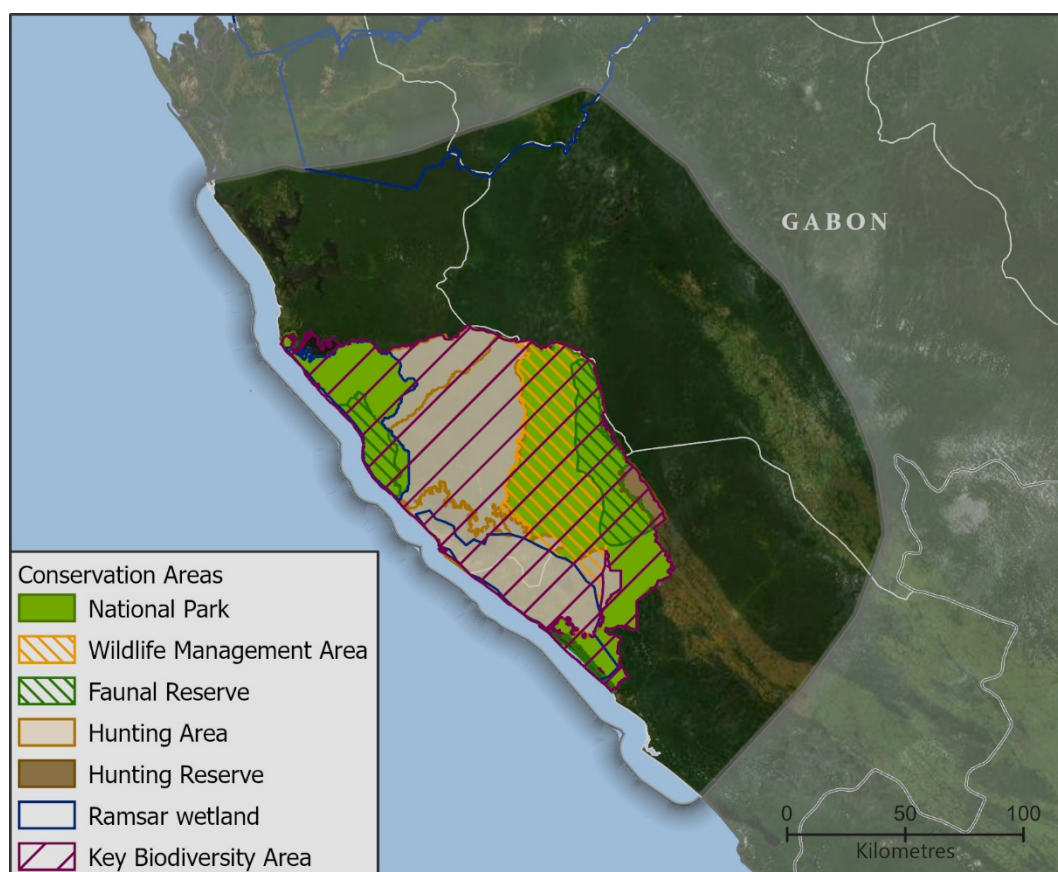 GABON
Conservation Areas
National Park
Wildlife Management Area
Faunal Reserve
Hunting Area
Hunting Reserve
Ramsar wetland
Key Biodiversity Area
0 50 100
Kilometres